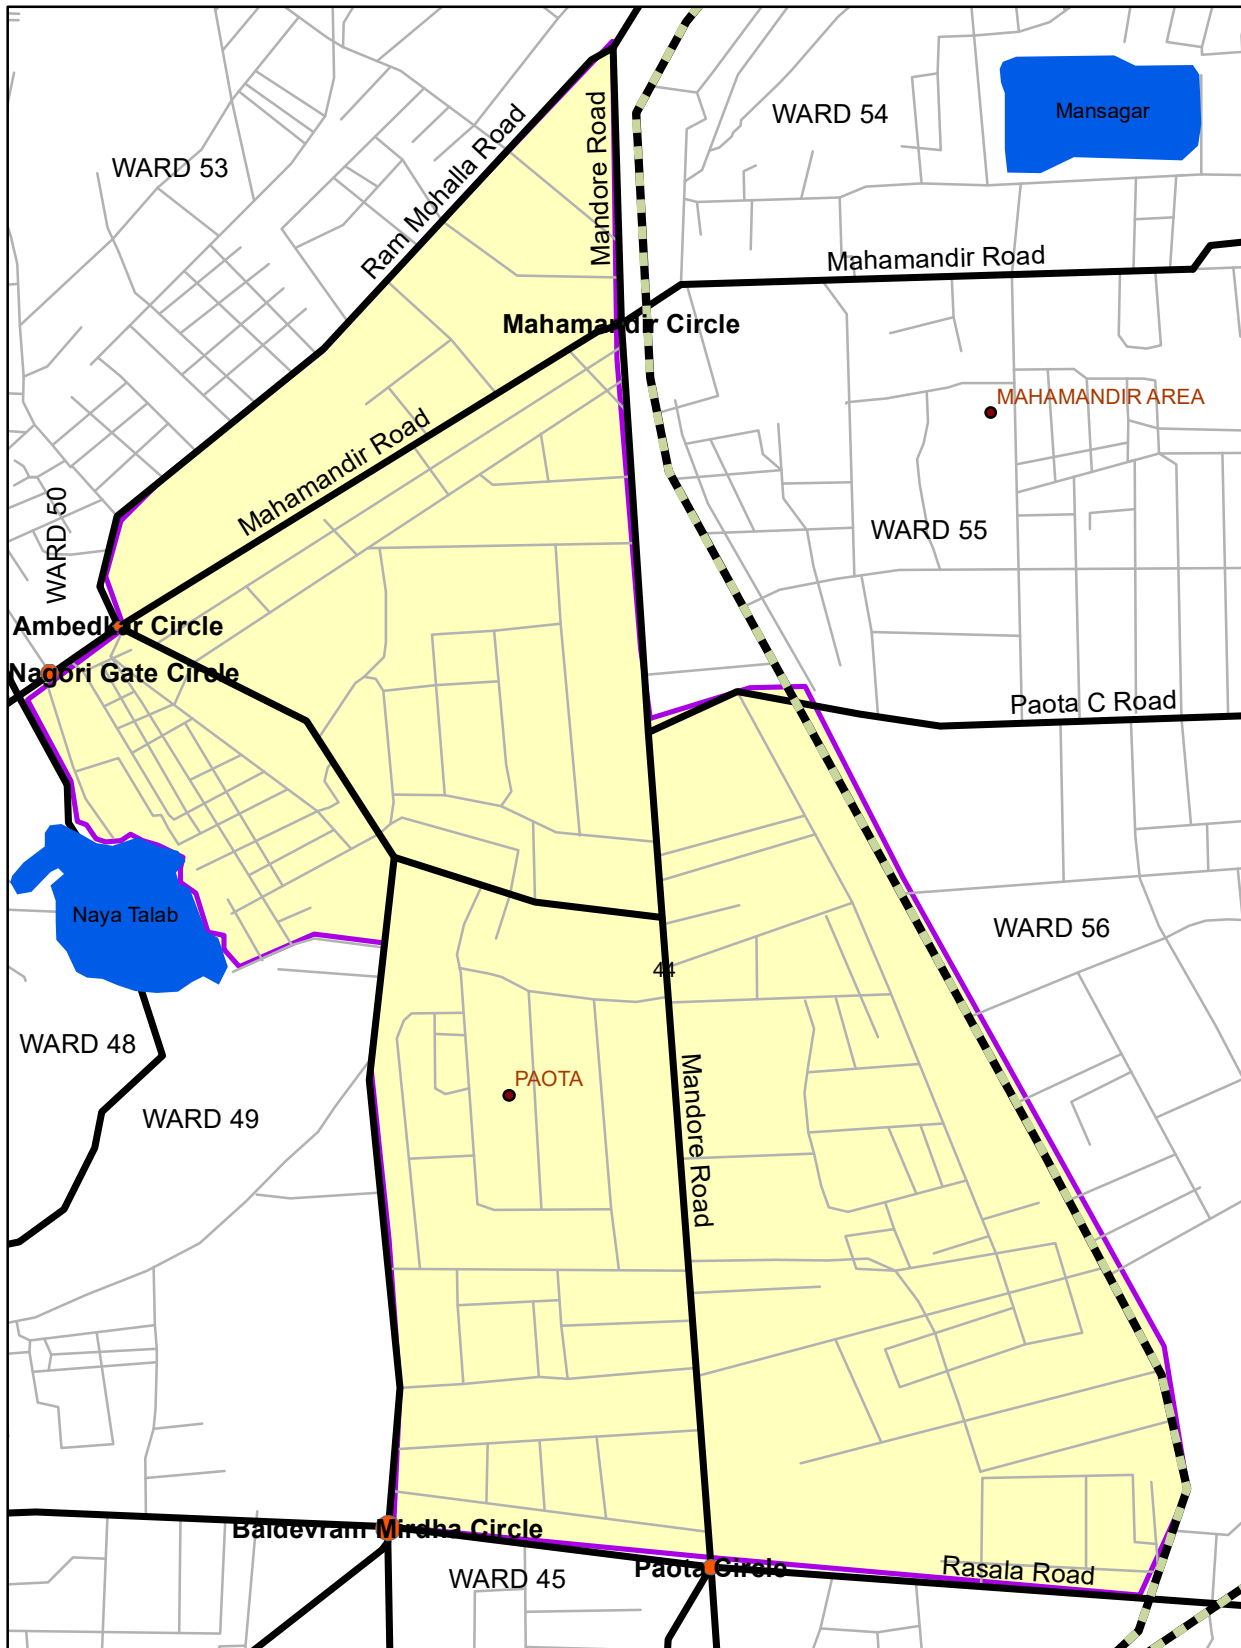 Mansagar
WARD 54
WARD 53
Ram Mohalla Road
Mandore Road
Mahamandir Road
Mahamandir Circle
MAHAMANDIR AREA
Mahamandir Road
WARD 50
WARD 55
Ambedkar Circle
Nagori Gate Circle
Paota C Road
Naya Talab
WARD 56
44
WARD 48
PAOTA
WARD 49
Mandore Road
Baldevram Mirdha Circle
Paota Circle
Rasala Road
WARD 45